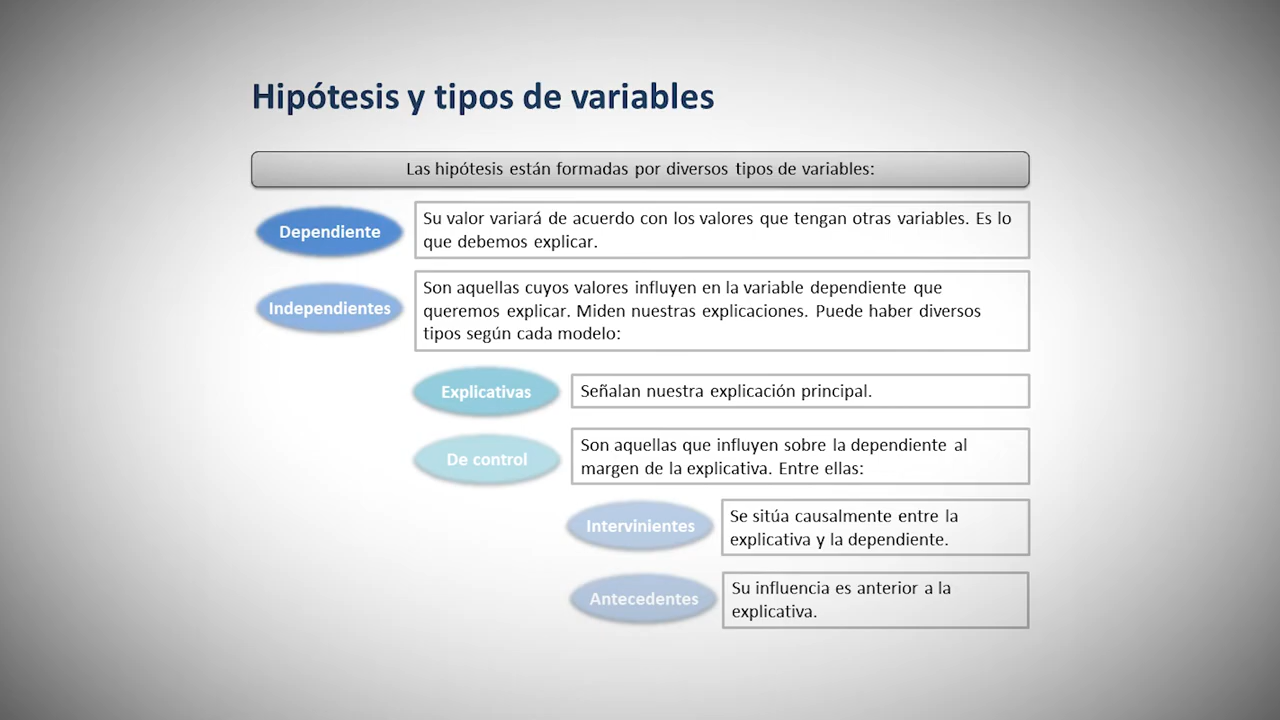 Hipótesis y tipos de variables
Las hipótesis están formadas por diversos tipos de variables:
Dependiente
Su valor variará de acuerdo con los valores que tengan otras variables. Es lo
que debemos explicar.
Independientes
Son aquellas cuyos valores influyen en la variable dependiente que
queremos explicar. Miden nuestras explicaciones. Puede haber diversos
tipos según cada modelo:
Explicativas
Señalan nuestra explicación principal.
De control
Son aquellas que influyen sobre la dependiente al
margen de la explicativa. Entre ellas:
Intervinientes
Se sitúa causalmente entre la
explicativa y la dependiente.
Antecedentes
Su influencia es anterior a la
explicativa.